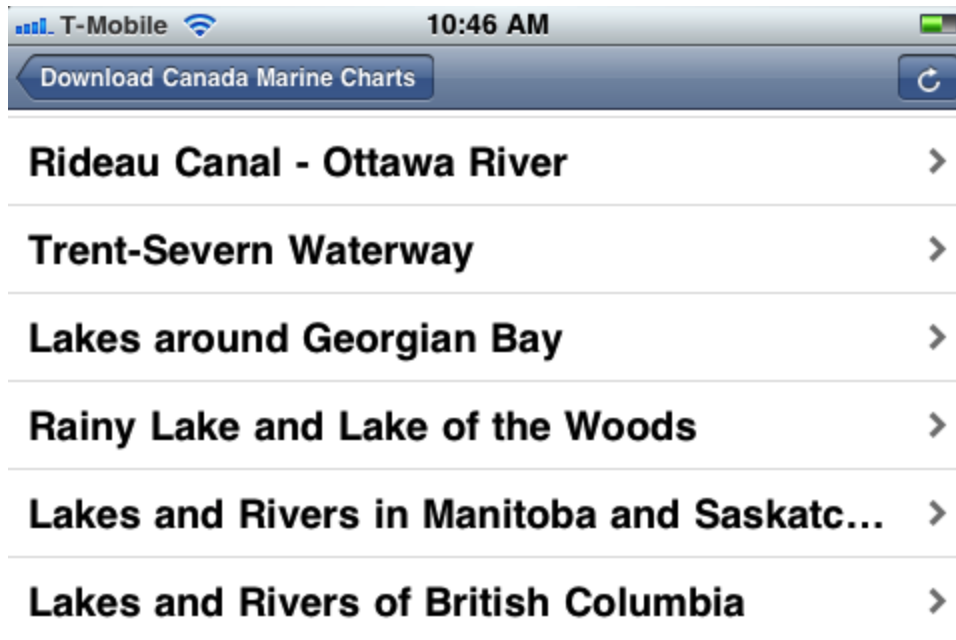 T-Mobile 10:46 AM
Download Canada Marine Charts
Rideau Canal - Ottawa River
Trent-Severn Waterway
Lakes around Georgian Bay
Rainy Lake and Lake of the Woods
Lakes and Rivers in Manitoba and Saskatc...
Lakes and Rivers of British Columbia